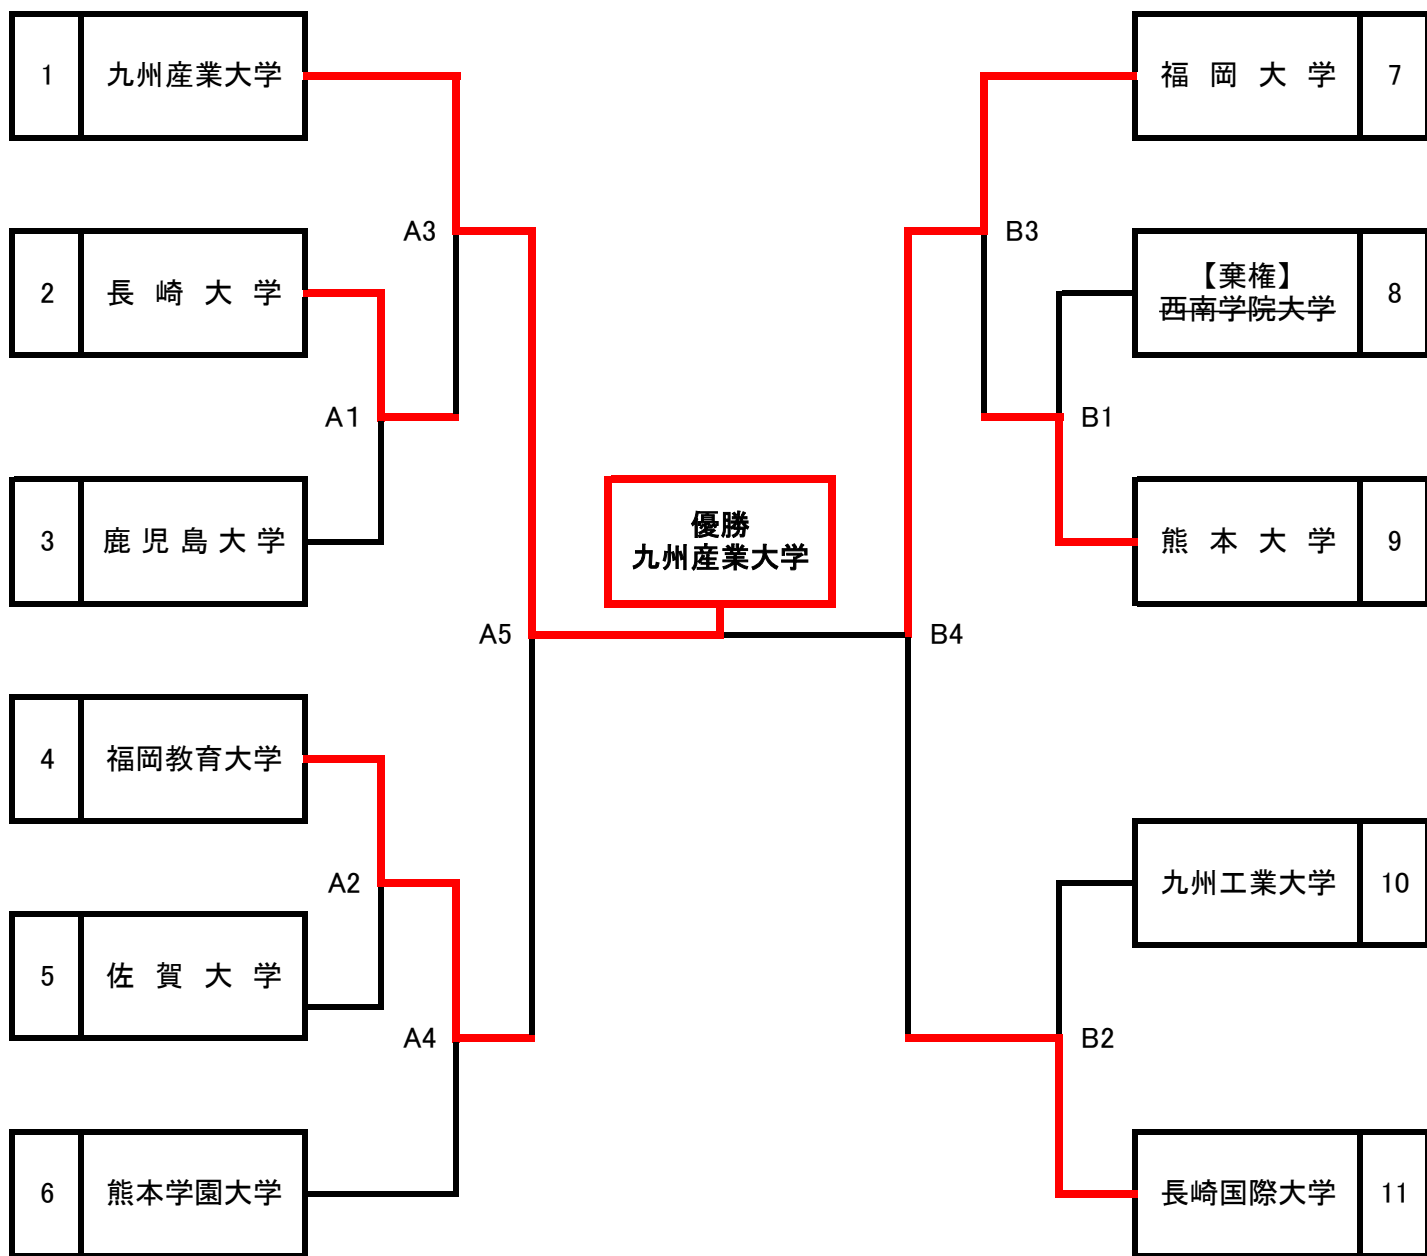 1 九州産業大学
A3
2 長崎大学
A1
3 鹿児島大学
A5
4 福岡教育大学
A2
5 佐賀大学
A4
6 熊本学園大学
優勝
九州産業大学
福岡大学 7
B3
【棄権】
西南学院大学 8
B1
熊本大学 9
B4
九州工業大学 10
B2
長崎国際大学 11